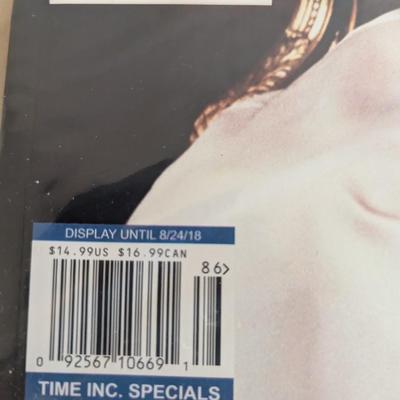 DISPLAY UNTIL 8/24/18
$14.99US $16.99CAN
86>
0 92567 10669 1
TIME INC. SPECIALS